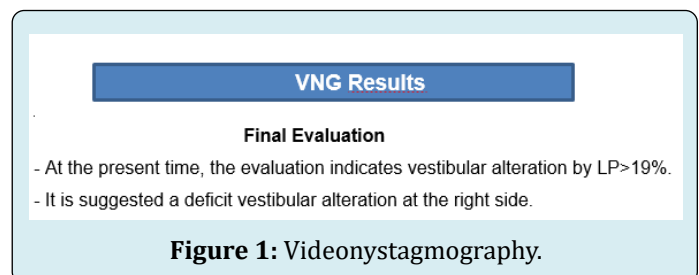 VNG Results
Final Evaluation
- At the present time, the evaluation indicates vestibular alteration by LP>19%.
- It is suggested a deficit vestibular alteration at the right side.
Figure 1: Videonystagmography.